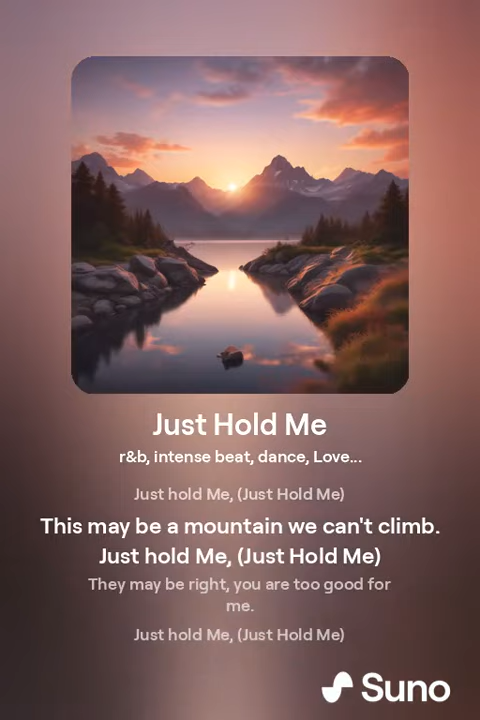 Just Hold Me
r&b, intense beat, dance, Love...
Just hold Me, (Just Hold Me)
This may be a mountain we can't climb.
Just hold Me, (Just Hold Me)
They may be right, you are too good for
me.
Just hold Me, (Just Hold Me)
Suno